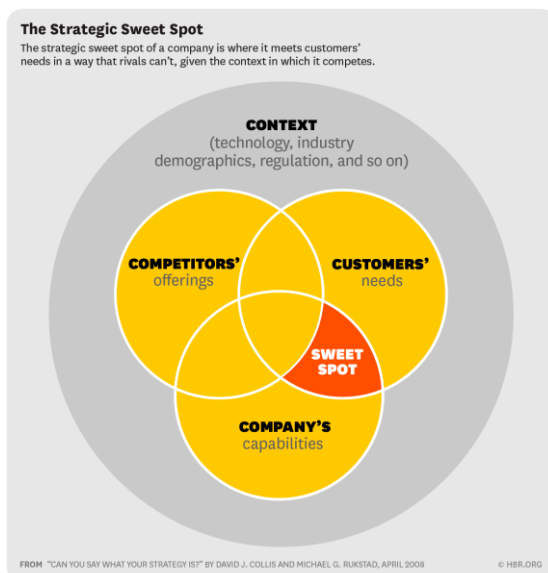 The Strategic Sweet Spot
The strategic sweet spot of a company is where it meets customers'
needs in a way that rivals can't, given the context in which it competes.
CONTEXT
(technology, industry
demographics, regulation, and so on)
COMPETITORS'
offerings
CUSTOMERS'
needs
SWEET
SPOT
COMPANY'S
capabilities
FROM "CAN YOU SAY WHAT YOUR STRATEGY IS?" BY DAVID J. COLLIS AND MICHAEL G. RUKSTAD, APRIL 2008
© HBR.ORG